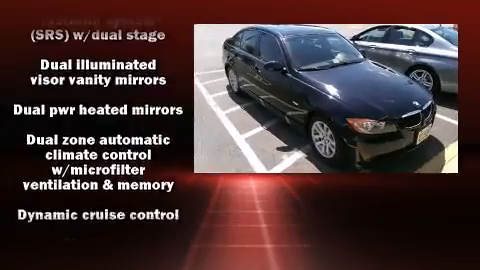 (SRS) w/dual stage
Dual illuminated
visor vanity mirrors
Dual pwr heated mirrors
Dual zone automatic
climate control
w/microfilter
ventilation & memory
Dynamic cruise control